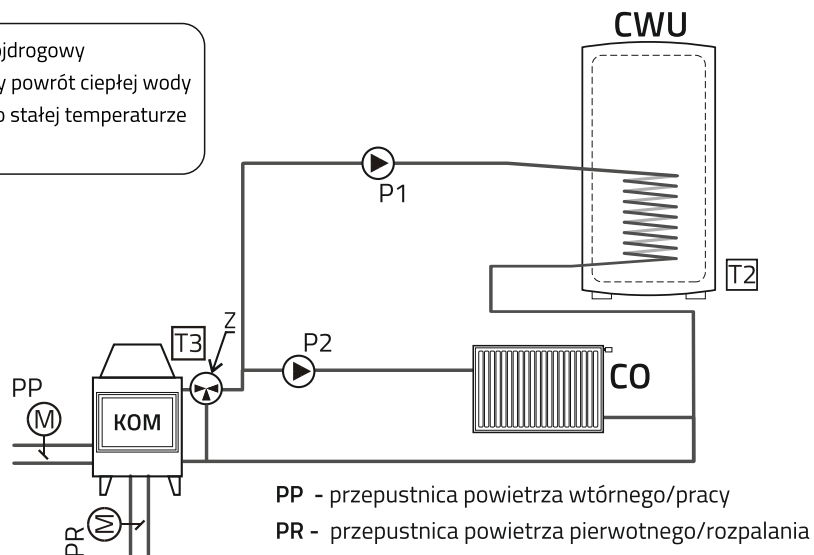 CWU
powrót ciepłej wody
stałej temperaturze
P1
T2
Z
T3
P2
PP
M
KOM
CO
PP - przepustnica powietrza wtórnego/pracy
M
PR
PR - przepustnica powietrza pierwotnego/rozpalania